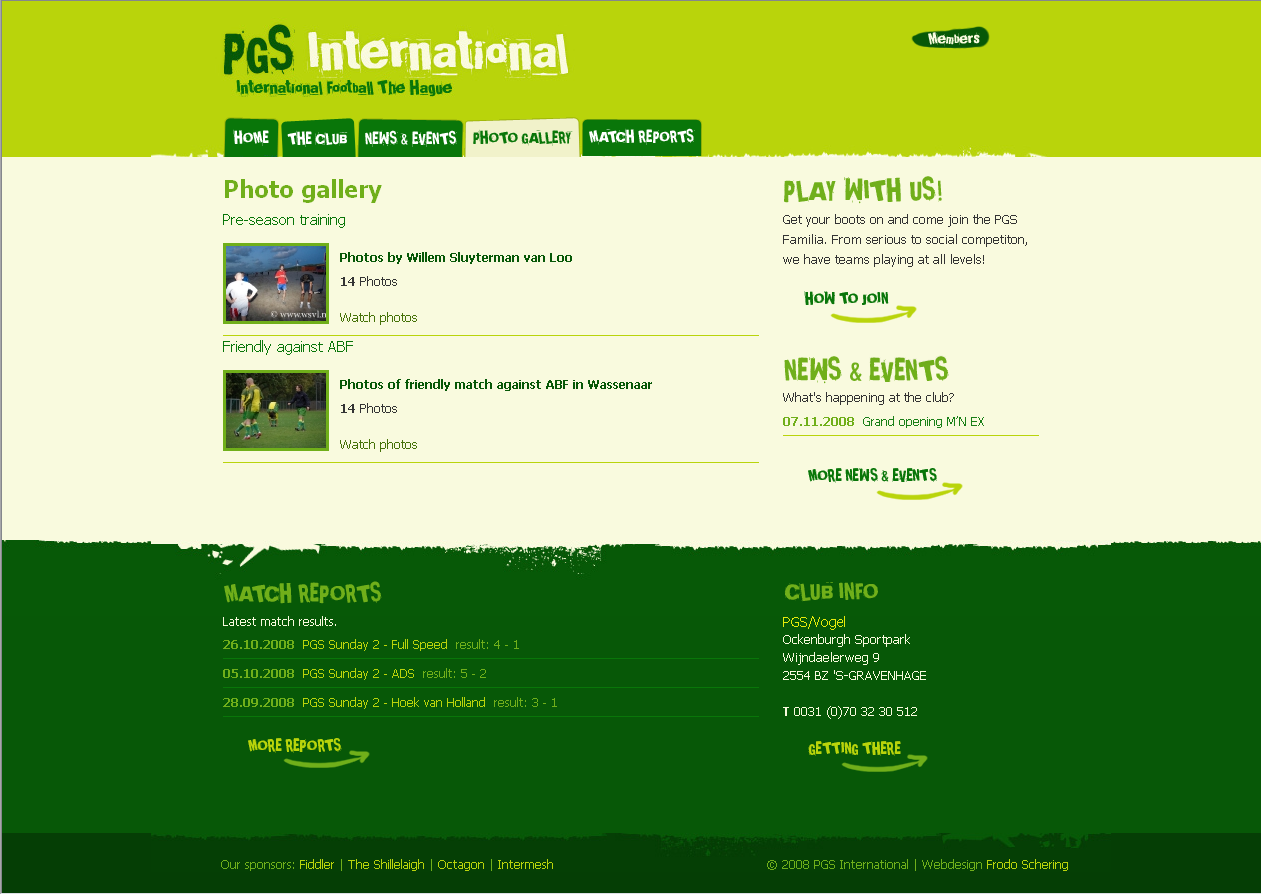 PGS International
International Football The Hague
Members
HOME
THE CLUB
NEWS & EVENTS
PHOTO GALLERY
MATCH REPORTS
Photo gallery
Pre-season training
Photos by Willem Sluyterman van Loo
14 Photos
© www.wsvl.n
Watch photos
Friendly against ABF
Photos of friendly match against ABF in Wassenaar
14 Photos
Watch photos
PLAY WITH US!
Get your boots on and come join the PGS
Familia. From serious to social competiton,
we have teams playing at all levels!
HOW TO JOIN
NEWS & EVENTS
What's happening at the club?
07.11.2008 Grand opening M'N EX
MORE NEWS & EVENTS
MATCH REPORTS
Latest match results.
26.10.2008 PGS Sunday 2 - Full Speed result: 4 - 1
05.10.2008 PGS Sunday 2 - ADS result: 5 - 2
28.09.2008 PGS Sunday 2 - Hoek van Holland result: 3 - 1
MORE REPORTS
CLUB INFO
PGS/Vogel
Ockenburgh Sportpark
Wijndaelerweg 9
2554 BZ 'S-GRAVENHAGE
T 0031 (0)70 32 30 512
GETTING THERE
Our sponsors: Fiddler | The Shillelaigh | Octagon | Intermesh
© 2008 PGS International | Webdesign Frodo Schering